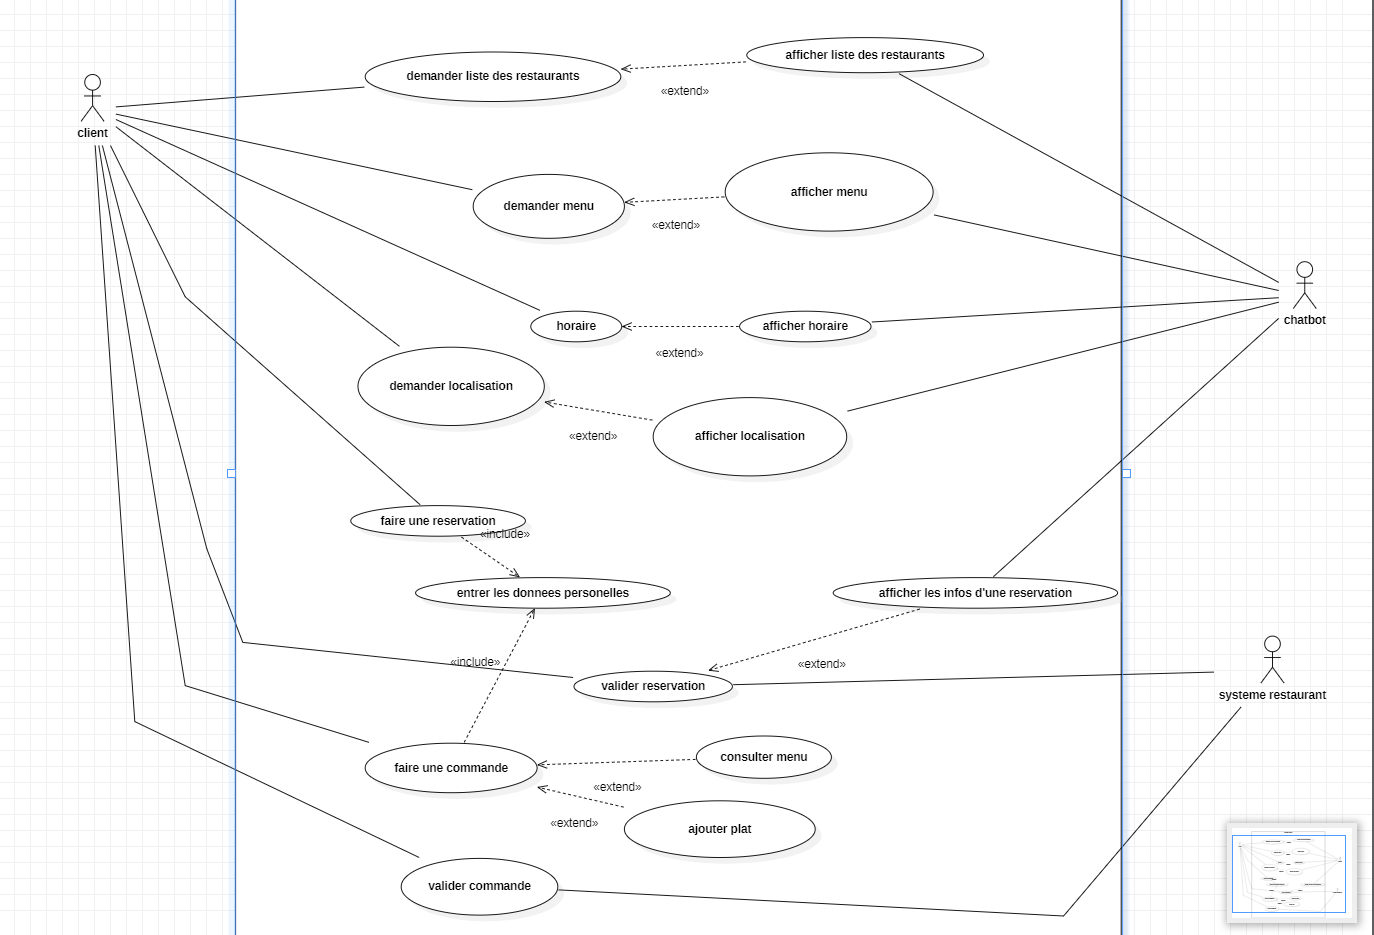 afficher liste des restaurants
demander liste des restaurants
«extend»
client
afficher menu
demander menu
«extend»
chatbot
horaire
afficher horaire
«extend»
demander localisation
afficher localisation
«extend»
faire une reservation
«include»
entrer les donnees personelles
afficher les infos d'une reservation
«include»
«extend»
valider reservation
systeme restaurant
consulter menu
faire une commande
«extend»
«extend»
ajouter plat
valider commande